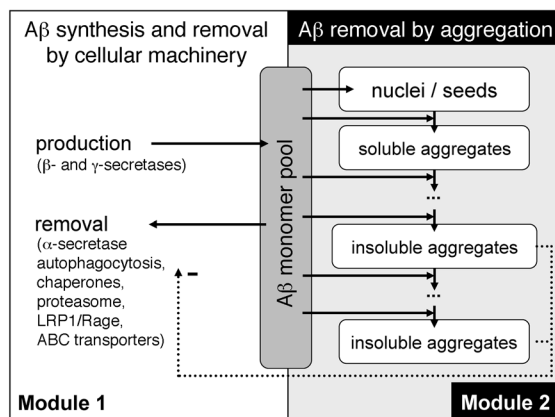 Aβ synthesis and removal
by cellular machinery
Aβ removal by aggregation
production
(β- and γ-secretases)
removal
(α-secretase
autophagocytosis,
chaperones,
proteasome,
LRP1/Rage,
ABC transporters)
–
Aβ monomer pool
nuclei / seeds
soluble aggregates
...
insoluble aggregates
...
insoluble aggregates
Module 1
Module 2